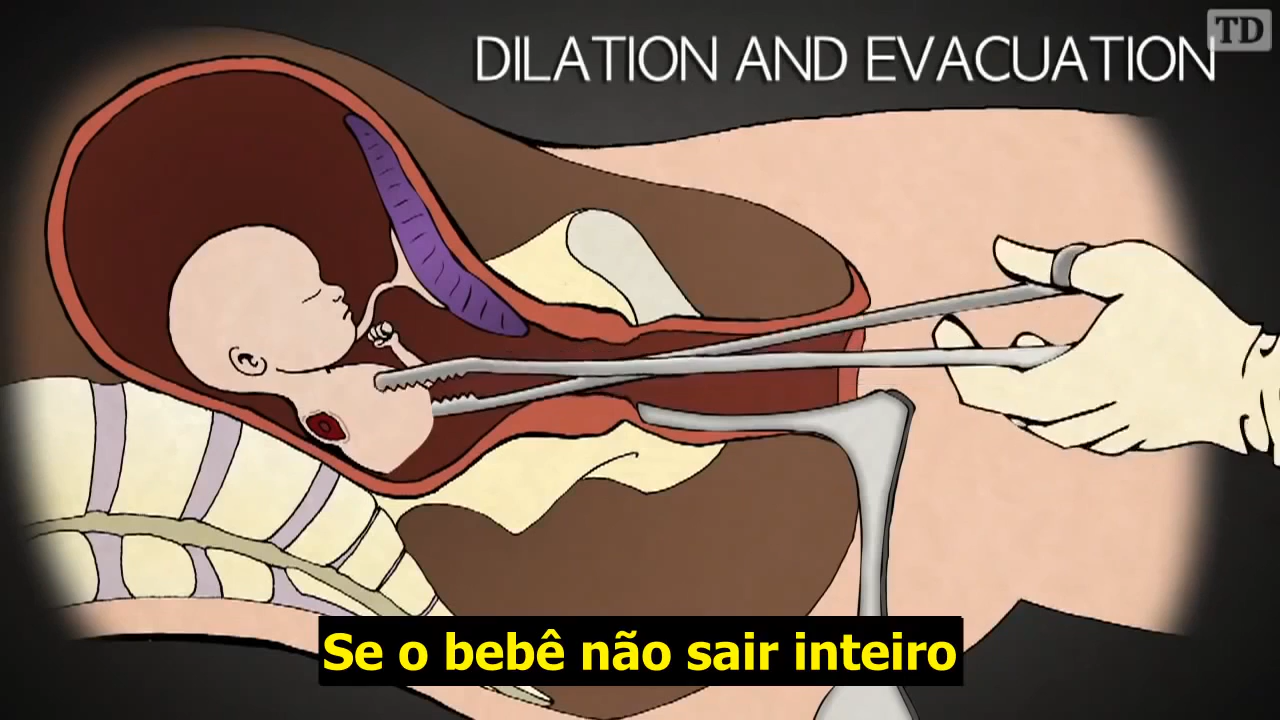 TD
DILATION AND EVACUATION
Se o bebê não sair inteiro